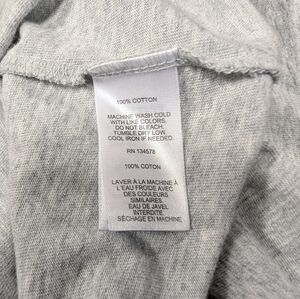 100% COTTON
MACHINE WASH COLD
WITH LIKE COLORS.
DO NOT BLEACH.
TUMBLE DRY LOW
COOL IRON IF NEEDED.
RN 134578
100% COTON
LAVER À LA MACHINE À
L'EAU FROIDE AVEC
DES COULEURS
SIMILAIRES.
EAU DE JAVEL
INTERDITE.
SÉCHAGE EN MACHINE